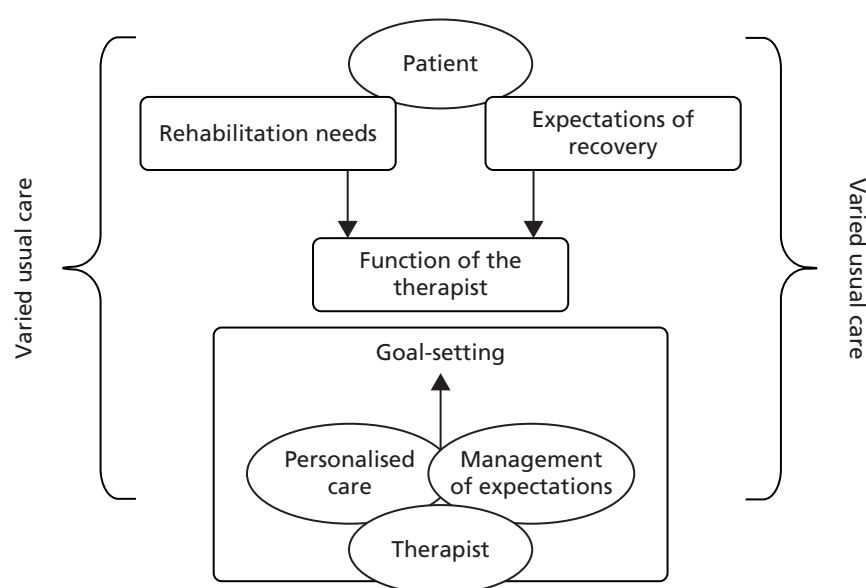 Patient
Rehabilitation needs
Expectations of
recovery
Varied usual care
Varied usual care
Function of the
therapist
Goal-setting
Personalised
care
Management
of expectations
Therapist